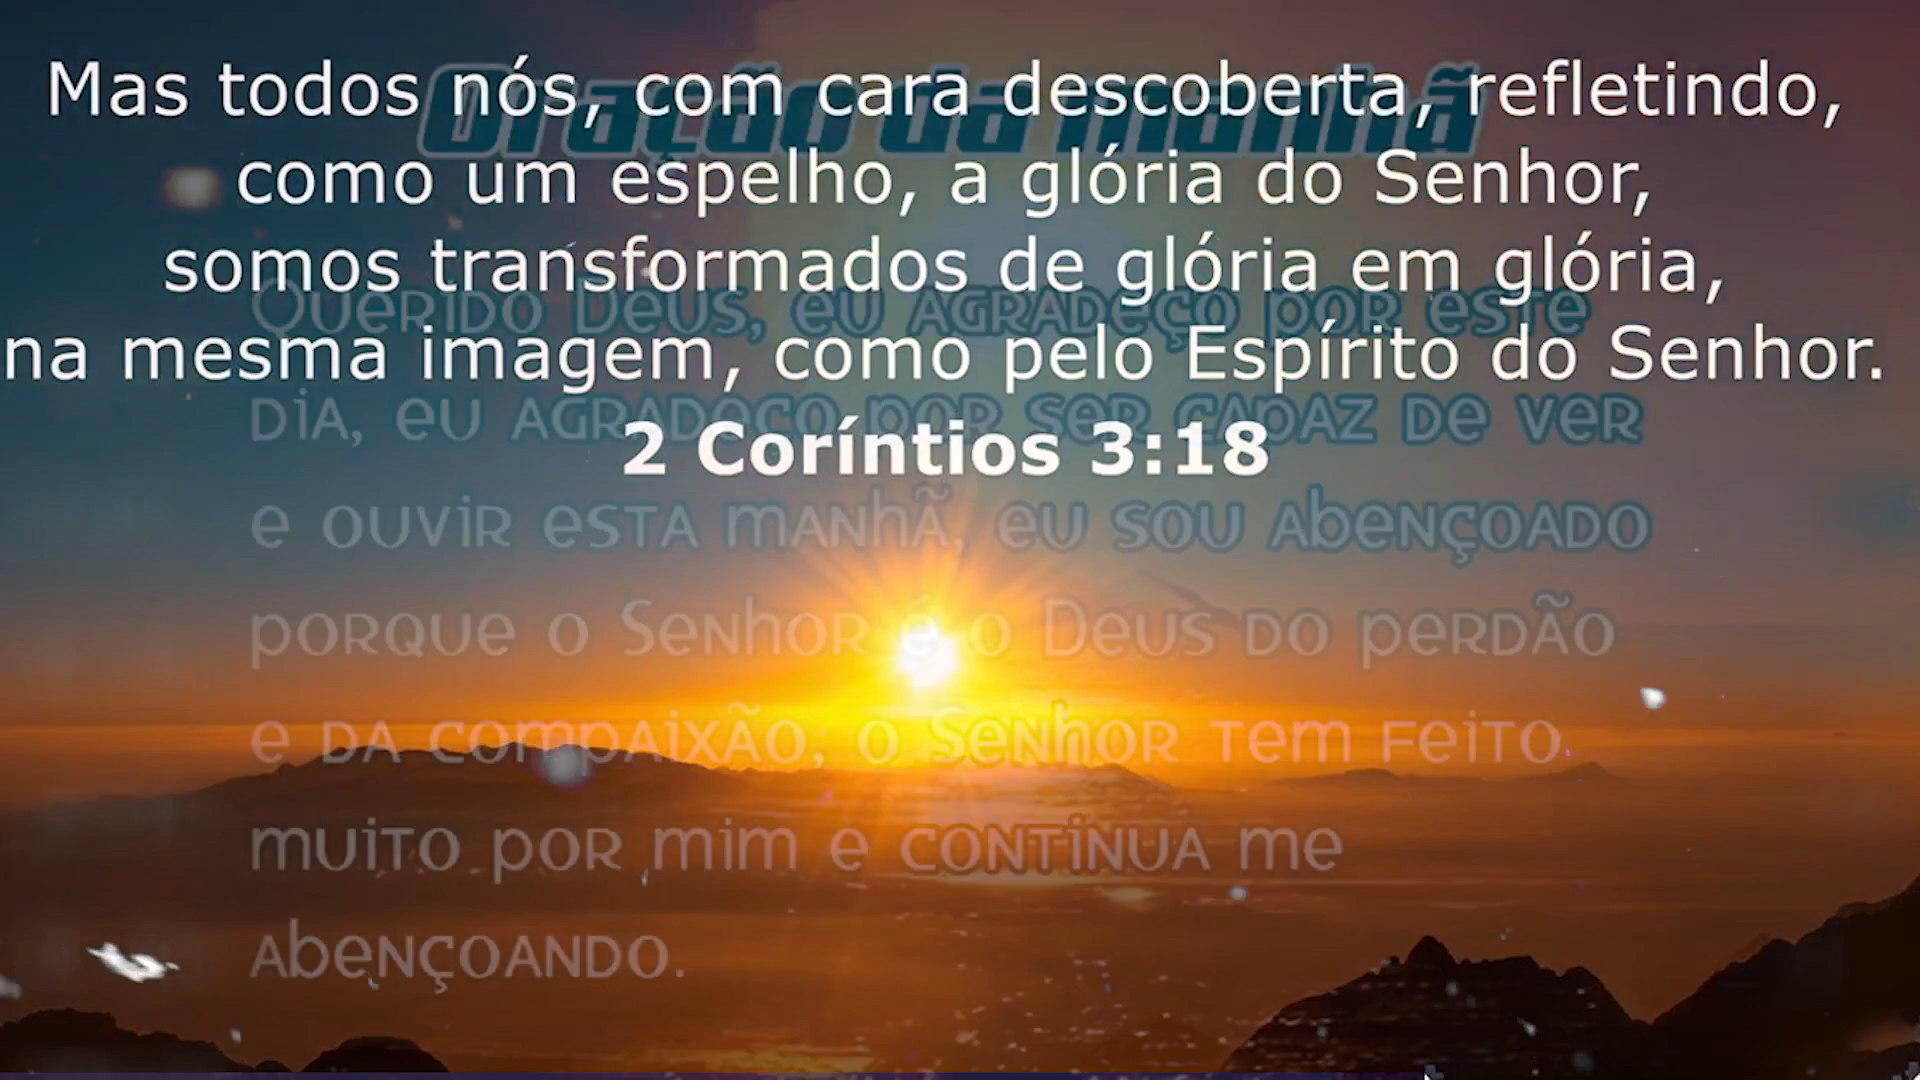 Mas todos nós, com cara descoberta, refletindo,
como um espelho, a glória do Senhor,
somos transformados de glória em glória,
na mesma imagem, como pelo Espírito do Senhor.
2 Coríntios 3:18
Oração da manhã
Querido Deus, eu agradeço por este
dia, eu agradeço por ser capaz de ver
e ouvir esta manhã, eu sou abençoado
porque o Senhor é o Deus do perdão
e da compaixão, o Senhor tem feito
muito por mim e continua me
abençoando.